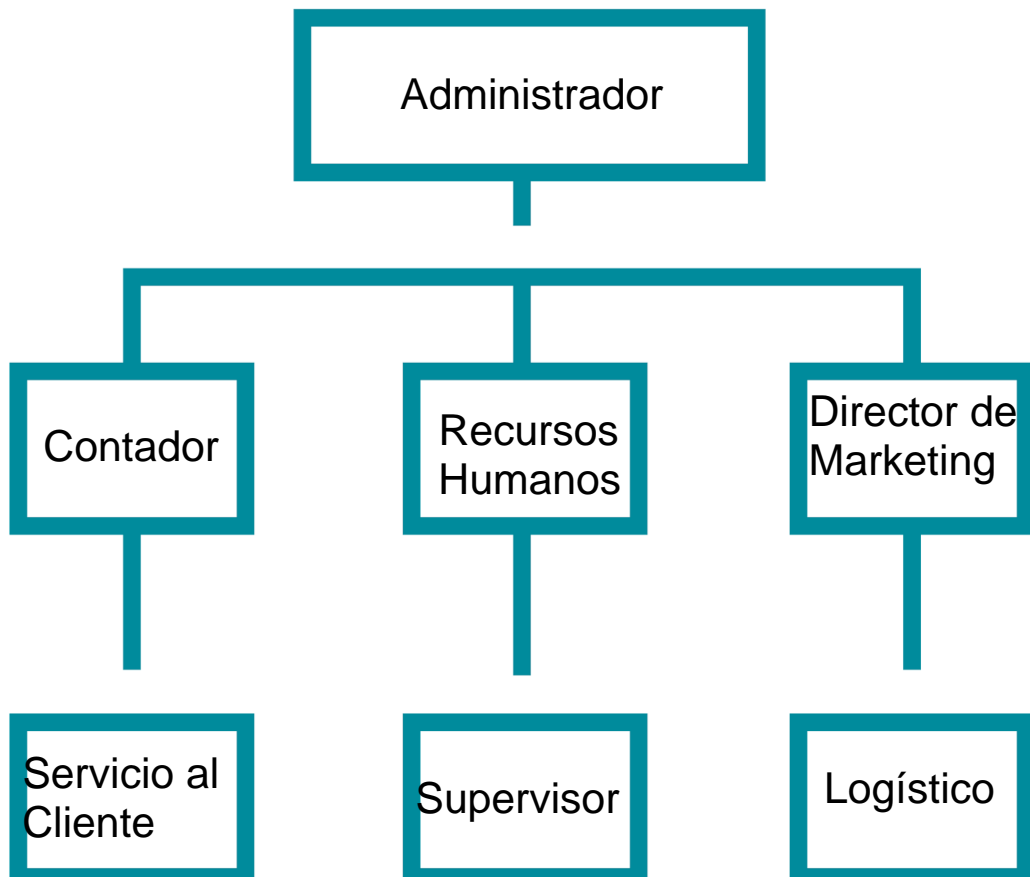 Administrador
Contador
Recursos
Humanos
Director de
Marketing
Servicio al
Cliente
Supervisor
Logístico